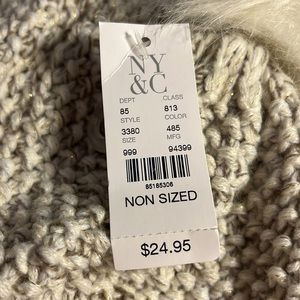 NY
&C
DEPT CLASS
85 813
STYLE COLOR
3380 485
SIZE MFG
999 94399
85185306
NON SIZED
$24.95